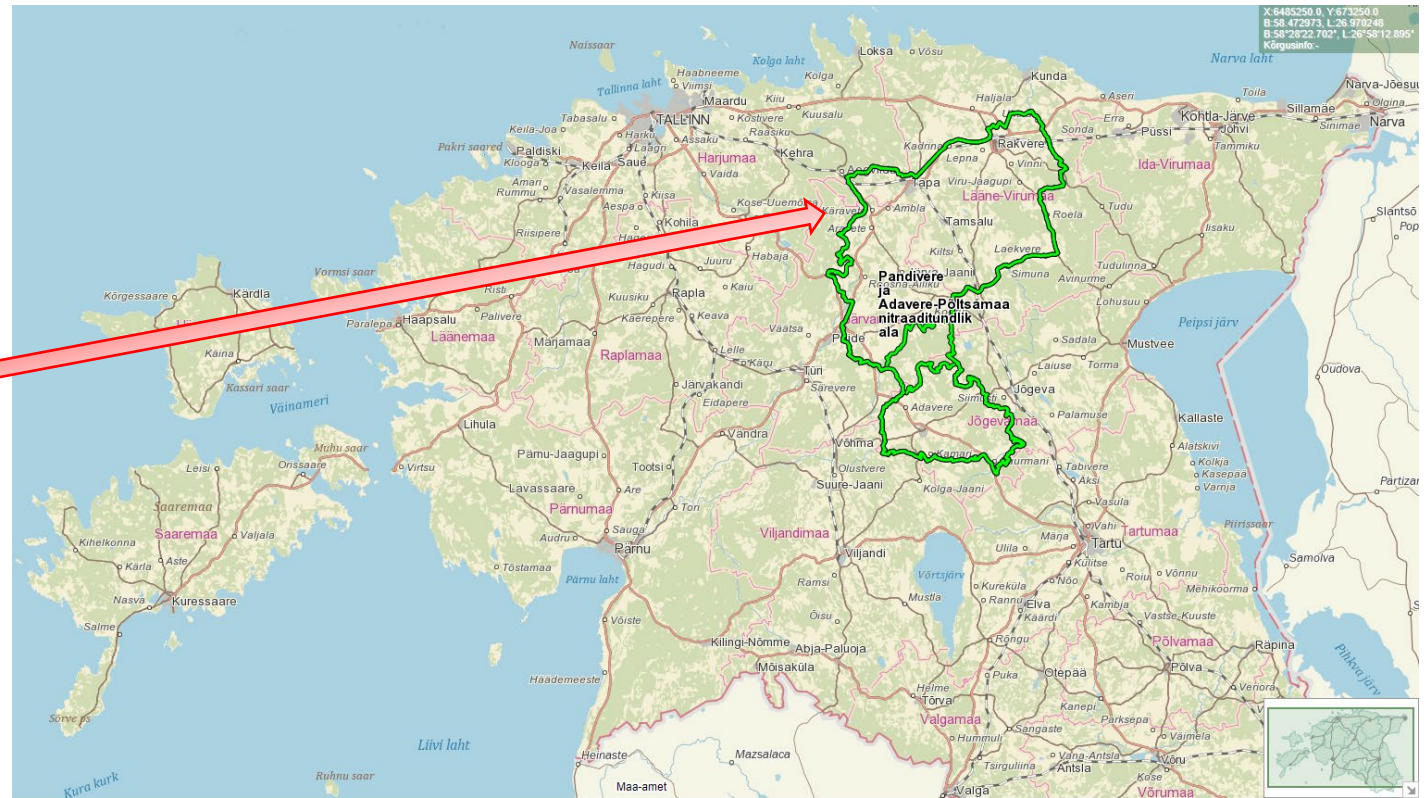 X:6485250.0, Y:673250.0
B:58.472973, L:26.970248
B:58°28'22.702", L:26°58'12.895"
Kõrgusinfo:-
Naissaar
Loksa
Võsu
Kolga laht
Narva laht
Haabneeme
Viimsi
Tallinna laht
Kolga
Kunda
Maardu
Kiiu
Kuusalu
Haljala
Aseri
Toila
Narva-Jõesuu
Olgina
Sillamäe
Sinimäe
Narva
Kohtla-Järve
Jõhvi
Tammiku
Tabasalu
TALLINN
Kostivere
Raasiku
Keila-Joa
Harku
Laagri
Assaku
Erra
Püssi
Sonda
Pakri saared
Paldiski
Klooga
Keila
Saue
Harjumaa
Kehra
Kadrina
Rakvere
Lepna
Vinni
Ida-Virumaa
Vaida
Aman
Rummu
Vasalemma
Kiisa
Aespa
Kose-Uuemõisa
Tapa
Viru-Jaagupi
Lääne-Virumaa
Tudu
Iisaku
Slantsõ
Riisipere
Kohila
Käravete
Ambla
Aravete
Tamsalu
Roela
Vormsi saar
Hagudi
Juuru
Habaja
Kiltsi
Laekvere
Simuna
Avinurme
Tudulinna
Lohusuu
Kõrgessaare
Kärdla
Risti
Palivere
Kuusiku
Rapla
Kaiu
Pandivere
ja
Adavere-Põltsamaa
nitraaditundlik
ala
Paralepa
Haapsalu
Läänemaa
Kaerepere
Keava
Vaatsa
Paide
Peipsi järv
Mustvee
Käina
Märjamaa
Raplamaa
Lelle
Käru
Türi
Särevere
Sadala
Laiuse
Torma
Oudova
Kassari saar
Väinameri
Järvakandi
Eidapere
Jõgeva
Adavere
Siimusti
Jõgevamaa
Palamuse
Kallaste
Lihula
Vändra
Võhma
Kamari
Alatskivi
Kolkja
Kasepää
Varnja
Muhu saar
Leisi
Orissaare
Virtsu
Pärnu-Jaagupi
Tootsi
Olustvere
Suure-Jaani
Kolga-Jaani
Tabivere
Äksi
Lavassaare
Are
Saaremaa
Saaremaa
Valjala
Pärnumaa
Tori
Vasula
Piirissaar
Kihelkonna
Kärla
Aste
Audru
Sauga
Pärnu
Viljandimaa
Viljandi
Vahi
Tartumaa
Ulila
Märja
Tartu
Samolva
Tõstamaa
Pärnu laht
Võrtsjärv
Külitse
Nõo
Roiu
Võnnu
Mehikoorma
Nasva
Kuressaare
Ramsi
Mustla
Kureküla
Rannu
Elva
Käärdi
Kambja
Vastse-Kuuste
Salme
Võiste
Õisu
Rõngu
Põlvamaa
Räpina
Kilingi-Nõmme
Abja-Paluoja
Otepää
Põlva
Pihkva järv
Mõisaküla
Häädemeeste
Helme
Tõrva
Puka
Veriora
Kanepi
Sõrve ps
Valgamaa
Sangaste
Parksepa
Väimela
Hummuli
Liivi laht
Heinaste
Mazsalaca
Tsirguliina
Vana-Antsla
Antsla
Võru
Kose
Kura kurk
Ruhnu saar
Maa-amet
Valga
Võrumaa